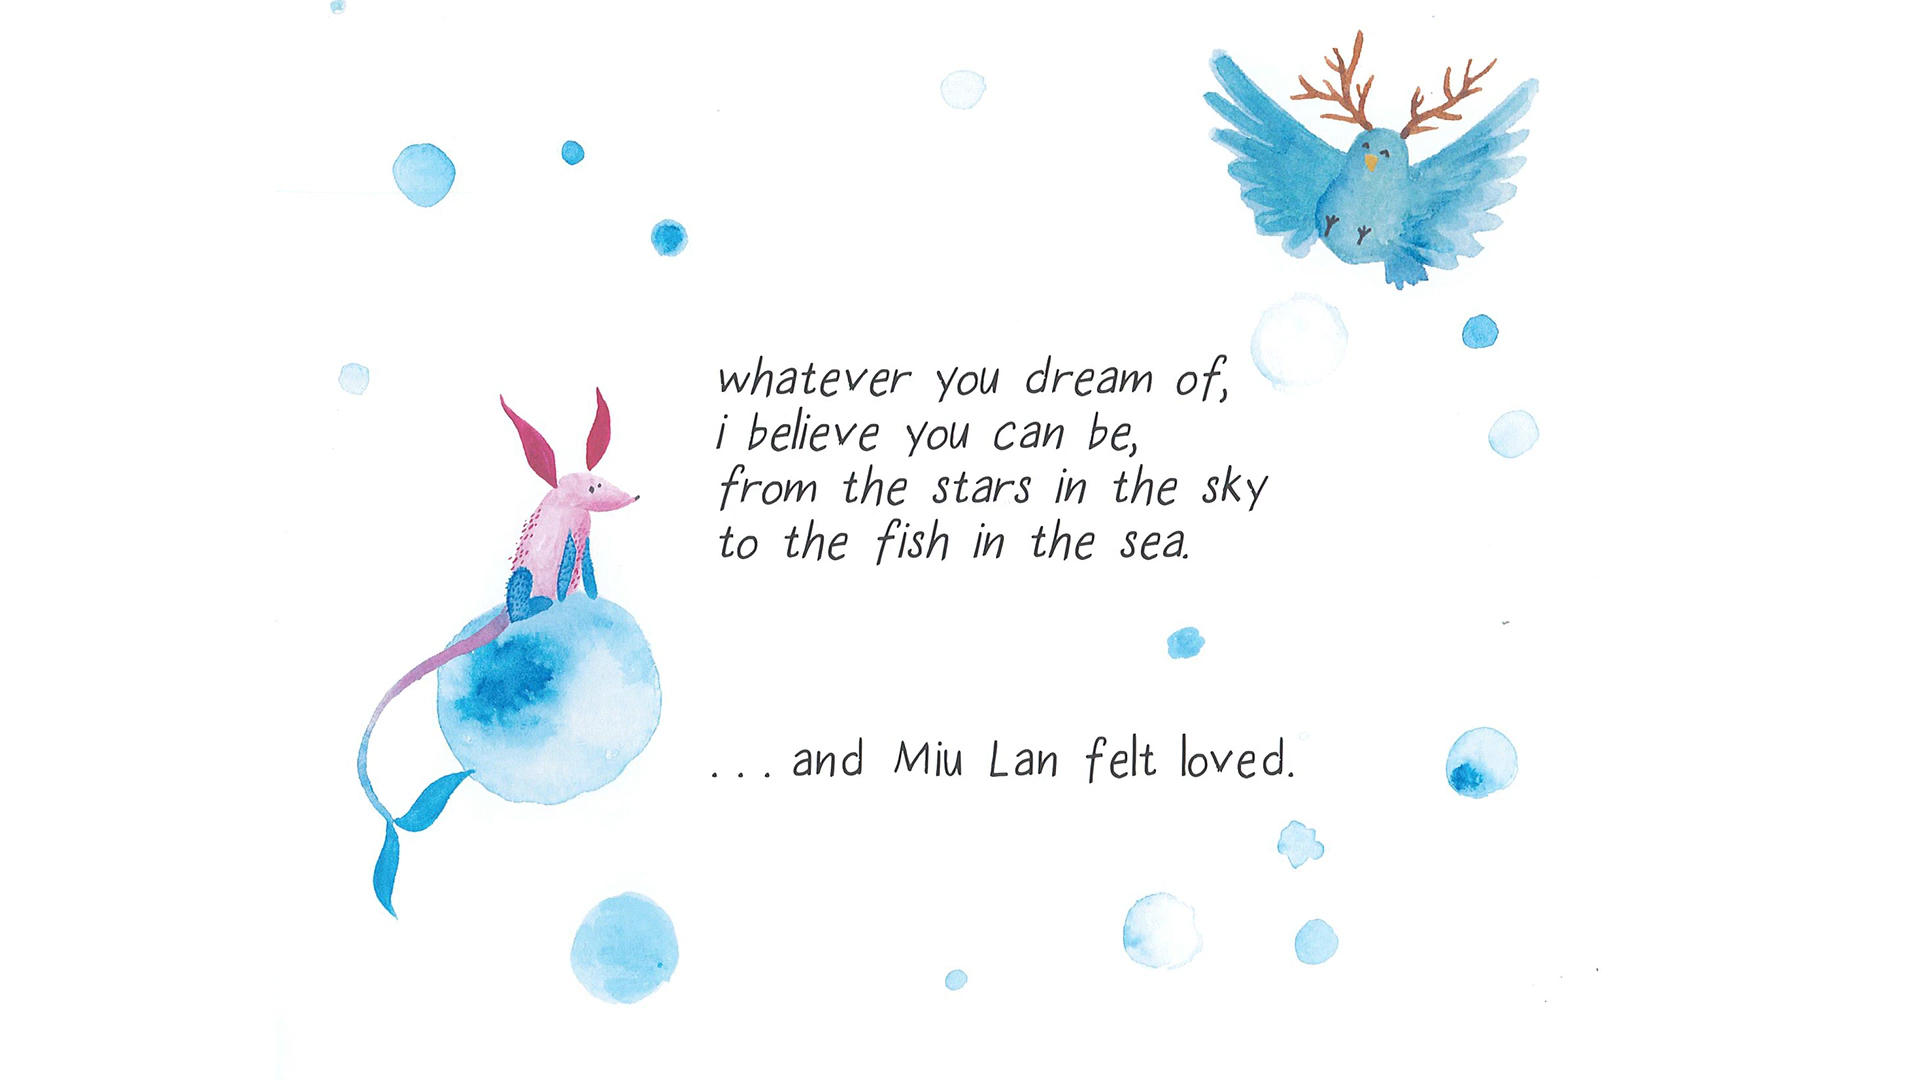 whatever you dream of,
i believe you can be,
from the stars in the sky
to the fish in the sea.
... and Miu Lan felt loved.